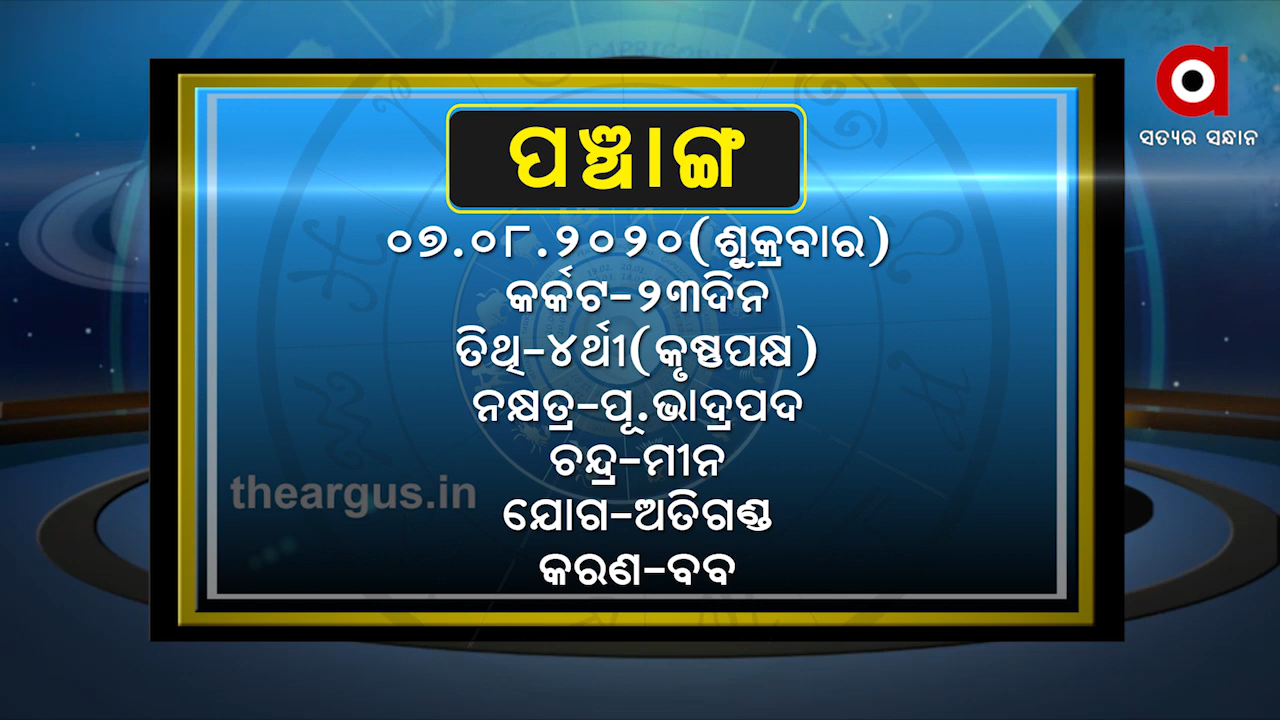 ପଞ୍ଚାଙ୍ଗ
ସତ୍ୟର ସନ୍ଧାନ
୦୭.୦୮.୨୦୨୦(ଶୁକ୍ରବାର)
କର୍କଟ-୨୩ଦିନ
ତିଥି-୪ର୍ଥୀ(କୃଷ୍ଣପକ୍ଷ)
ନକ୍ଷତ୍ର-ପୂ.ଭାଦ୍ରପଦ
ଚନ୍ଦ୍ର-ମୀନ
theargus.in
ଯୋଗ-ଅତିଗଣ୍ଡ
କରଣ-ବବ